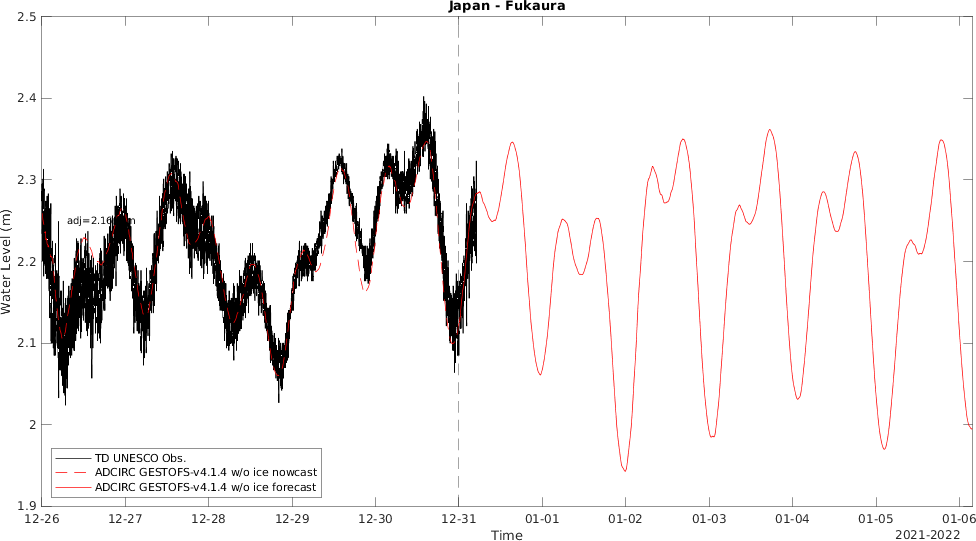 Japan - Fukaura
2.5
2.4
2.3
2.2
2.1
2
1.9
Water Level (m)
TD UNESCO Obs.
ADCIRC GESTOFS-v4.1.4 w/o ice nowcast
ADCIRC GESTOFS-v4.1.4 w/o ice forecast
12-26 12-27 12-28 12-29 12-30 12-31 01-01 01-02 01-03 01-04 01-05 01-06
Time
2021-2022